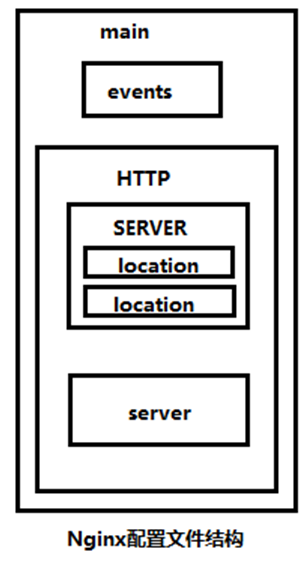 main
events
HTTP
SERVER
location
location
server
Nginx配置文件结构